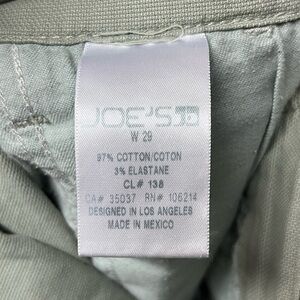 JOE'S
W 29
97% COTTON/COTON
3% ELASTANE
CL# 138
CA# 35037 RN# 106214
DESIGNED IN LOS ANGELES
MADE IN MEXICO